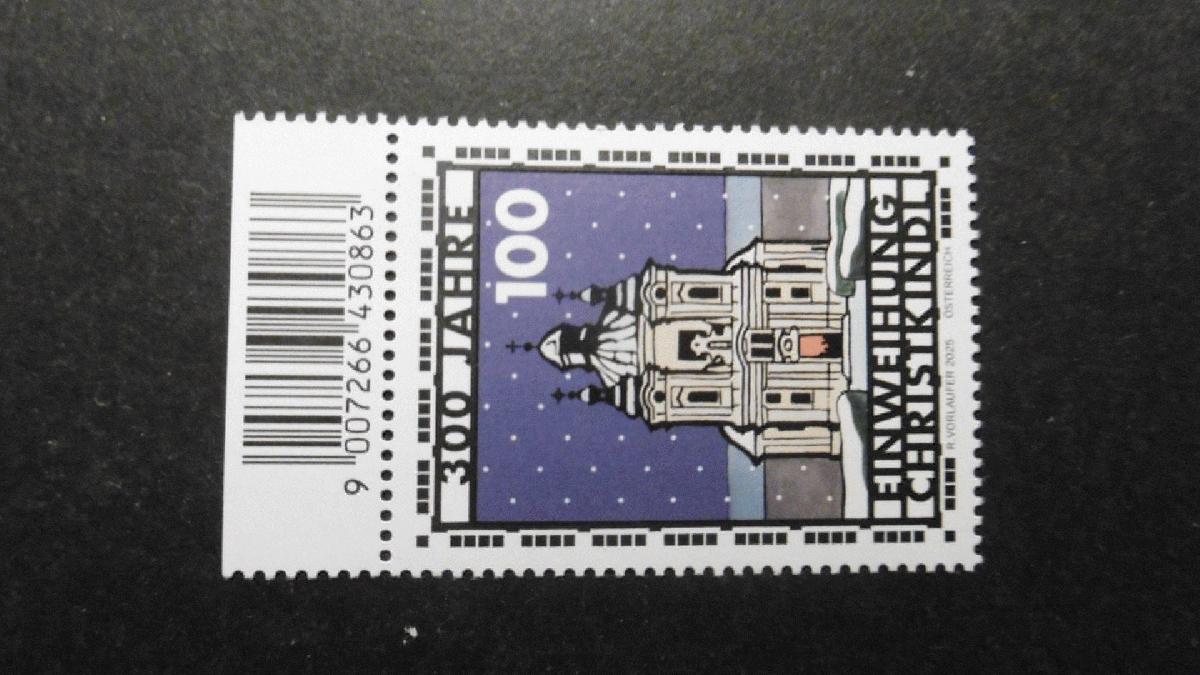 9 007266 430863
300 JAHRE
100
EINWEIHUNG
CHRISTKINDL
R.VORLAUFER 2025 ÖSTERREICH